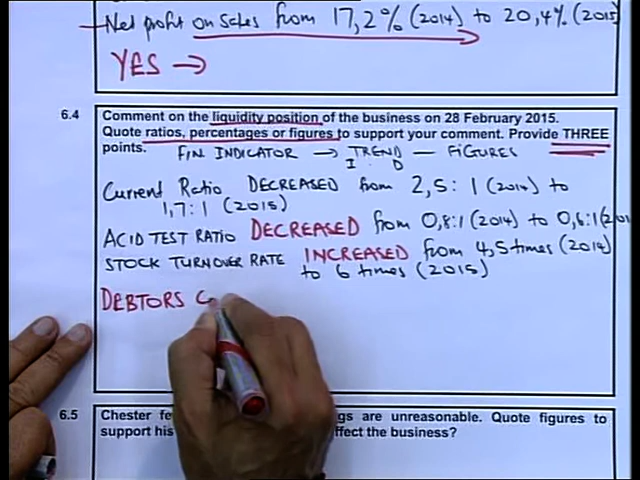 Net profit on sales from 17,2% (2014) to 20,4% (2015
YES →
6.4
Comment on the liquidity position of the business on 28 February 2015.
Quote ratios, percentages or figures to support your comment. Provide THREE
points. FIN INDICATOR → TREND — FIGURES
I . . D
Current Ratio DECREASED from 2,5 : 1 (2014) to
1,7:1 (2015)
ACID TEST RATIO DECREASED from 0,8:1 (2014) to 0,6:1 (201
STOCK TURNOVER RATE INCREASED from 4,5 times (2014)
to 6 times (2015)
DEBTORS C
6.5
Chester fe gs are unreasonable. Quote figures to
support his ffect the business?